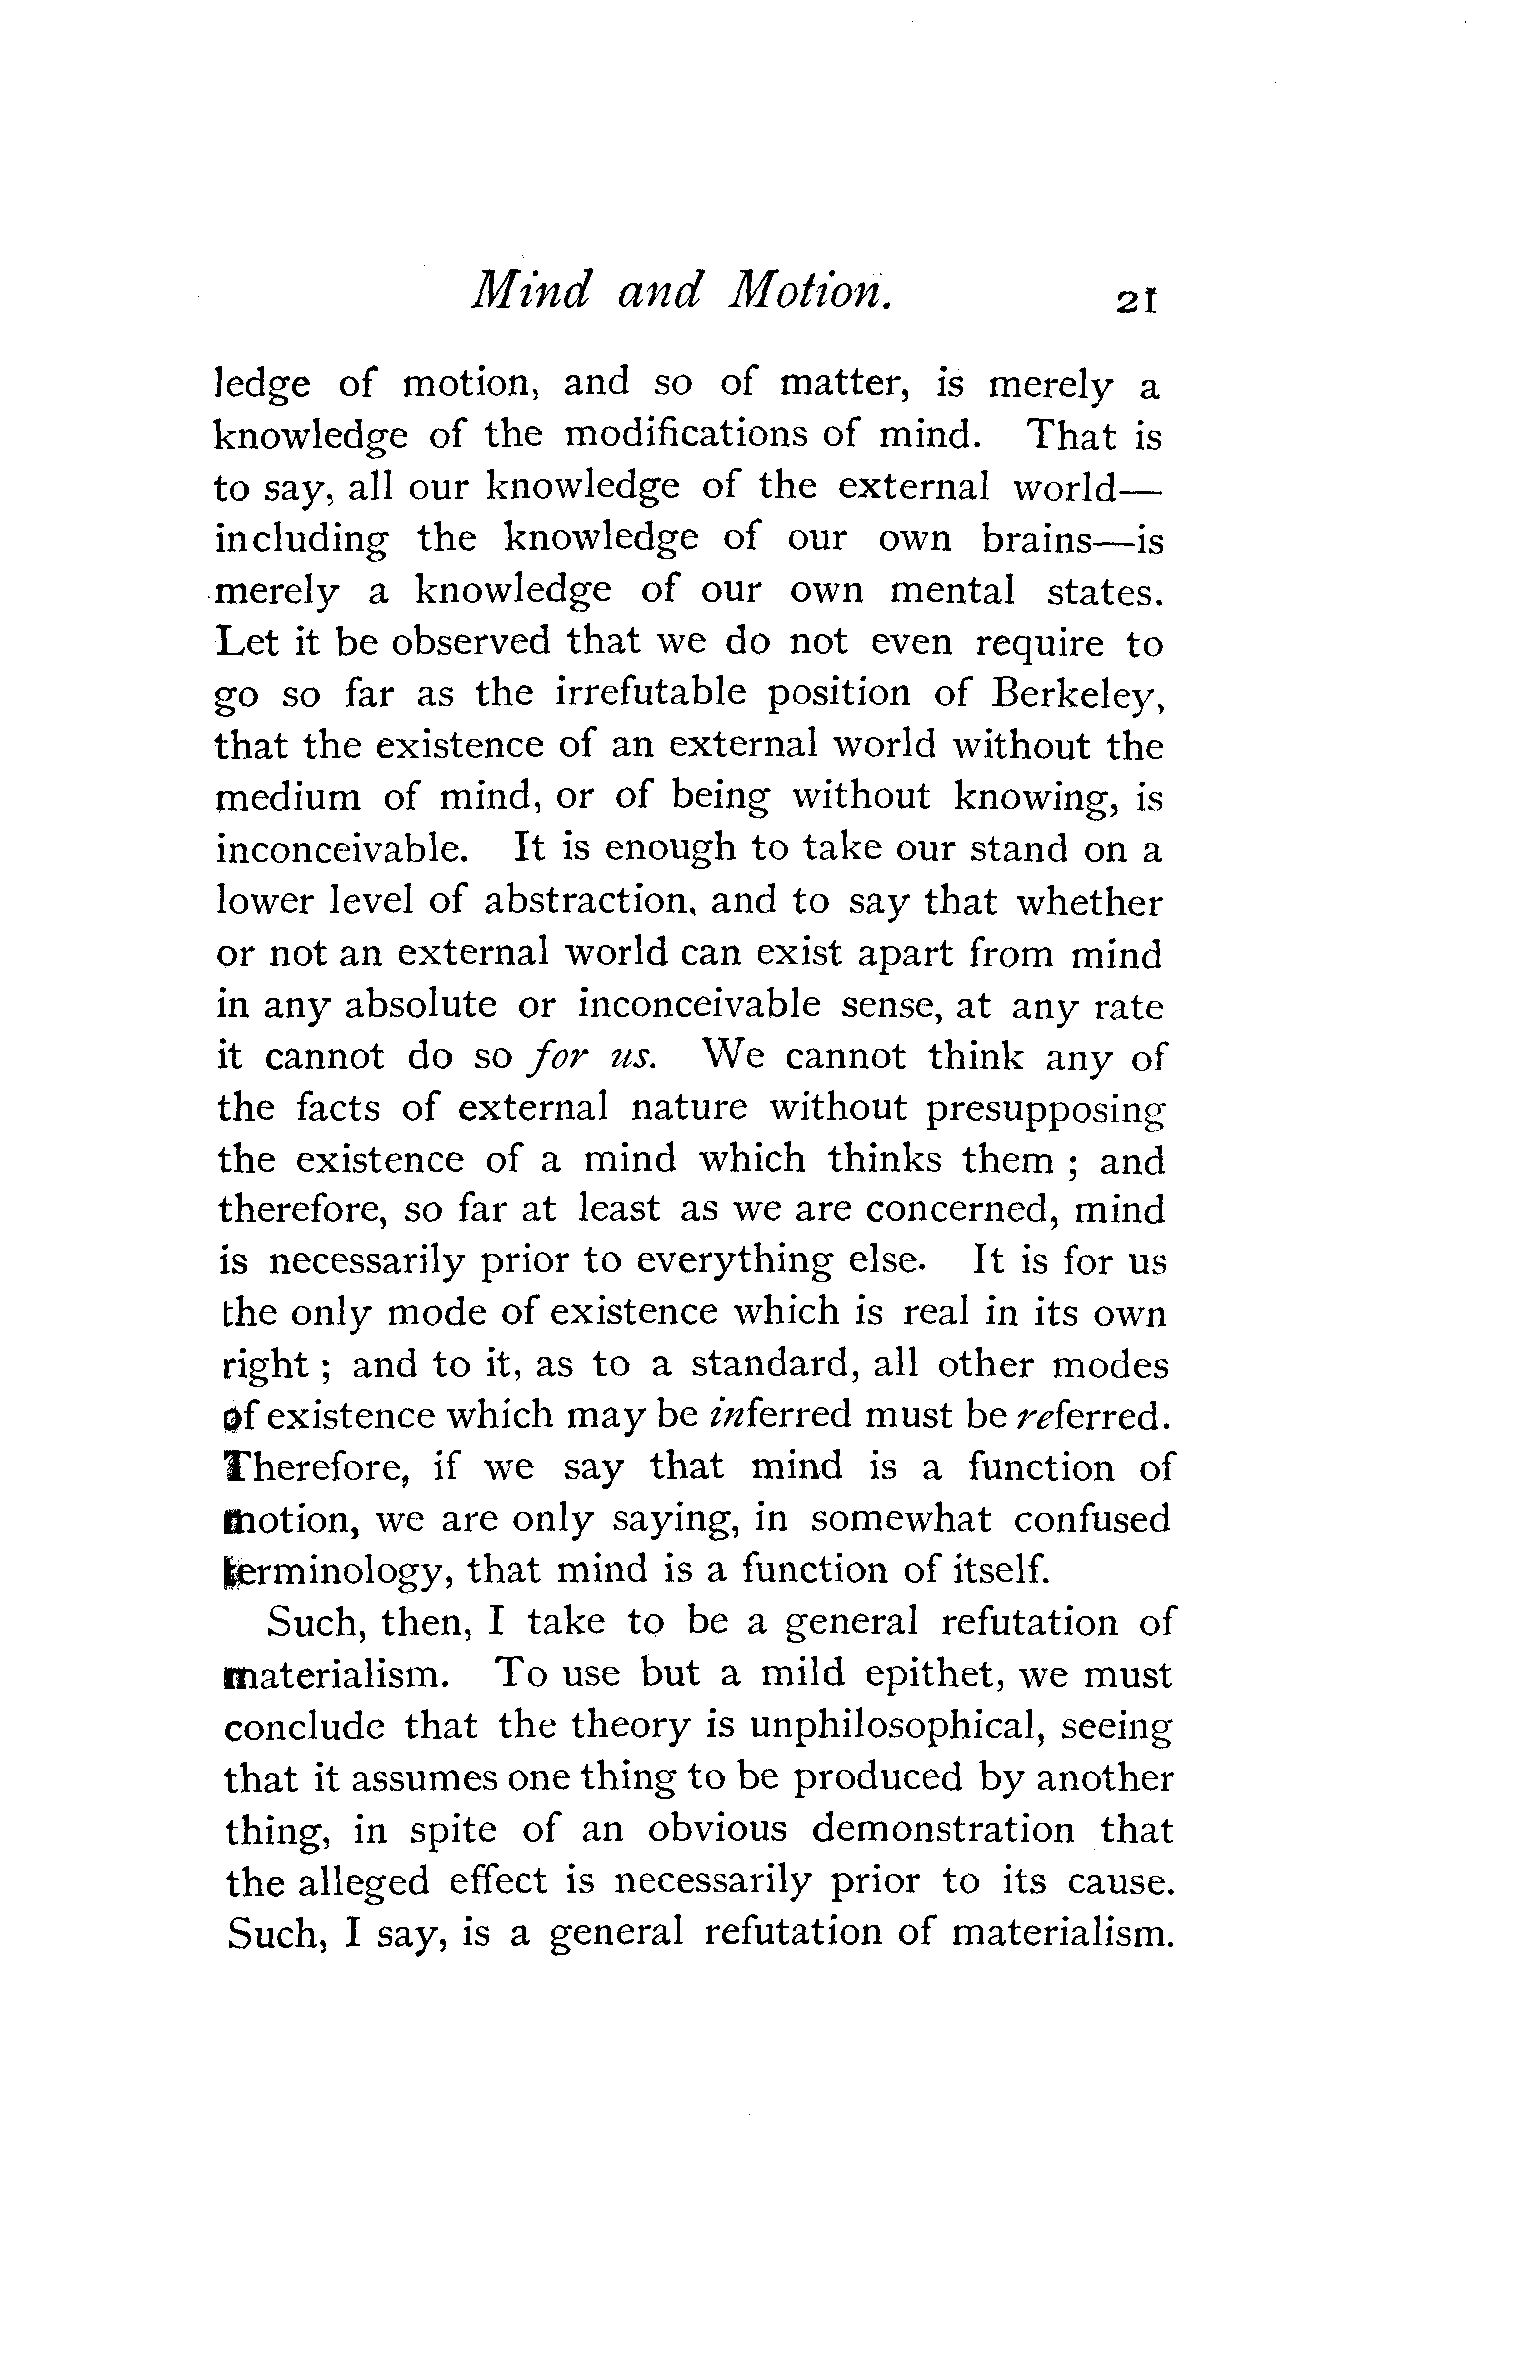 Mind and Motion. 21
ledge of motion, and so of matter, is merely a
knowledge of the modifications of mind. That is
to say, all our knowledge of the external world—
including the knowledge of our own brains—is
merely a knowledge of our own mental states.
Let it be observed that we do not even require to
go so far as the irrefutable position of Berkeley,
that the existence of an external world without the
medium of mind, or of being without knowing, is
inconceivable. It is enough to take our stand on a
lower level of abstraction, and to say that whether
or not an external world can exist apart from mind
in any absolute or inconceivable sense, at any rate
it cannot do so for us. We cannot think any of
the facts of external nature without presupposing
the existence of a mind which thinks them ; and
therefore, so far at least as we are concerned, mind
is necessarily prior to everything else. It is for us
the only mode of existence which is real in its own
right ; and to it, as to a standard, all other modes
of existence which may be inferred must be referred.
Therefore, if we say that mind is a function of
motion, we are only saying, in somewhat confused
terminology, that mind is a function of itself.
Such, then, I take to be a general refutation of
materialism. To use but a mild epithet, we must
conclude that the theory is unphilosophical, seeing
that it assumes one thing to be produced by another
thing, in spite of an obvious demonstration that
the alleged effect is necessarily prior to its cause.
Such, I say, is a general refutation of materialism.